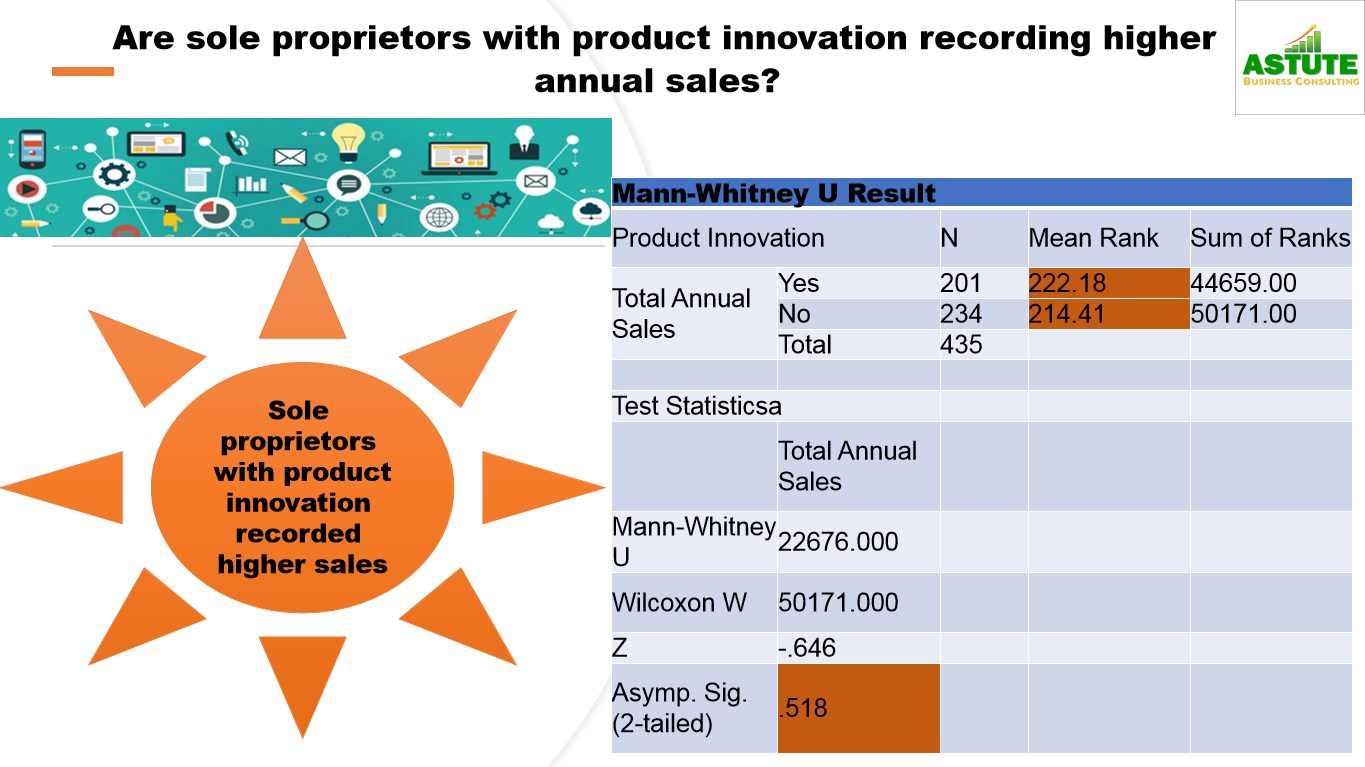 Are sole proprietors with product innovation recording higher
annual sales?
ASTUTE
BUSINESS CONSULTING
Sole
proprietors
with product
innovation
recorded
higher sales
Mann-Whitney U Result
Product Innovation N Mean Rank Sum of Ranks
Total Annual
Sales
Yes 201 222.18 44659.00
No 234 214.41 50171.00
Total 435
Test Statisticsa
Total Annual
Sales
Mann-Whitney
U
22676.000
Wilcoxon W 50171.000
Z -.646
Asymp. Sig.
(2-tailed)
.518